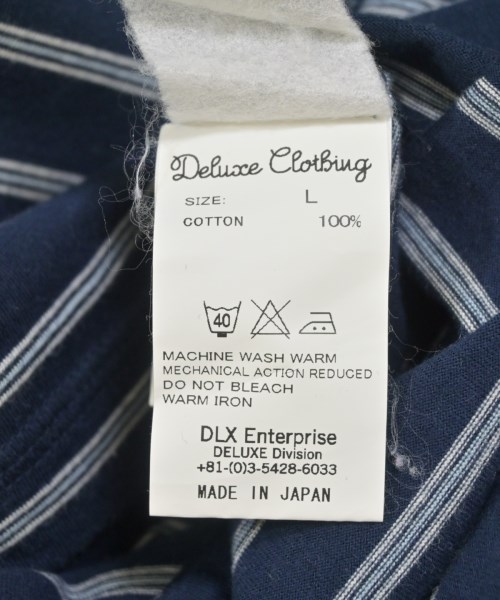 Deluxe Clothing
SIZE: L
COTTON 100%
40
MACHINE WASH WARM
MECHANICAL ACTION REDUCED
DO NOT BLEACH
WARM IRON
DLX Enterprise
DELUXE Division
+81-(0)3-5428-6033
MADE IN JAPAN